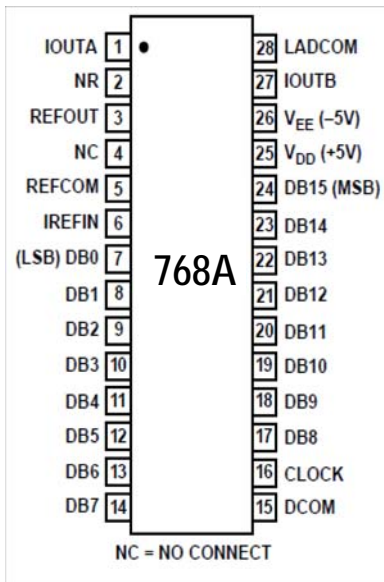 IOUTA 1 28 LADCOM
NR 2 27 IOUTB
REFOUT 3 26 VEE (–5V)
NC 4 25 VDD (+5V)
REFCOM 5 24 DB15 (MSB)
IREFIN 6 23 DB14
(LSB) DB0 7 22 DB13
768A
DB1 8 21 DB12
DB2 9 20 DB11
DB3 10 19 DB10
DB4 11 18 DB9
DB5 12 17 DB8
DB6 13 16 CLOCK
DB7 14 15 DCOM
NC = NO CONNECT